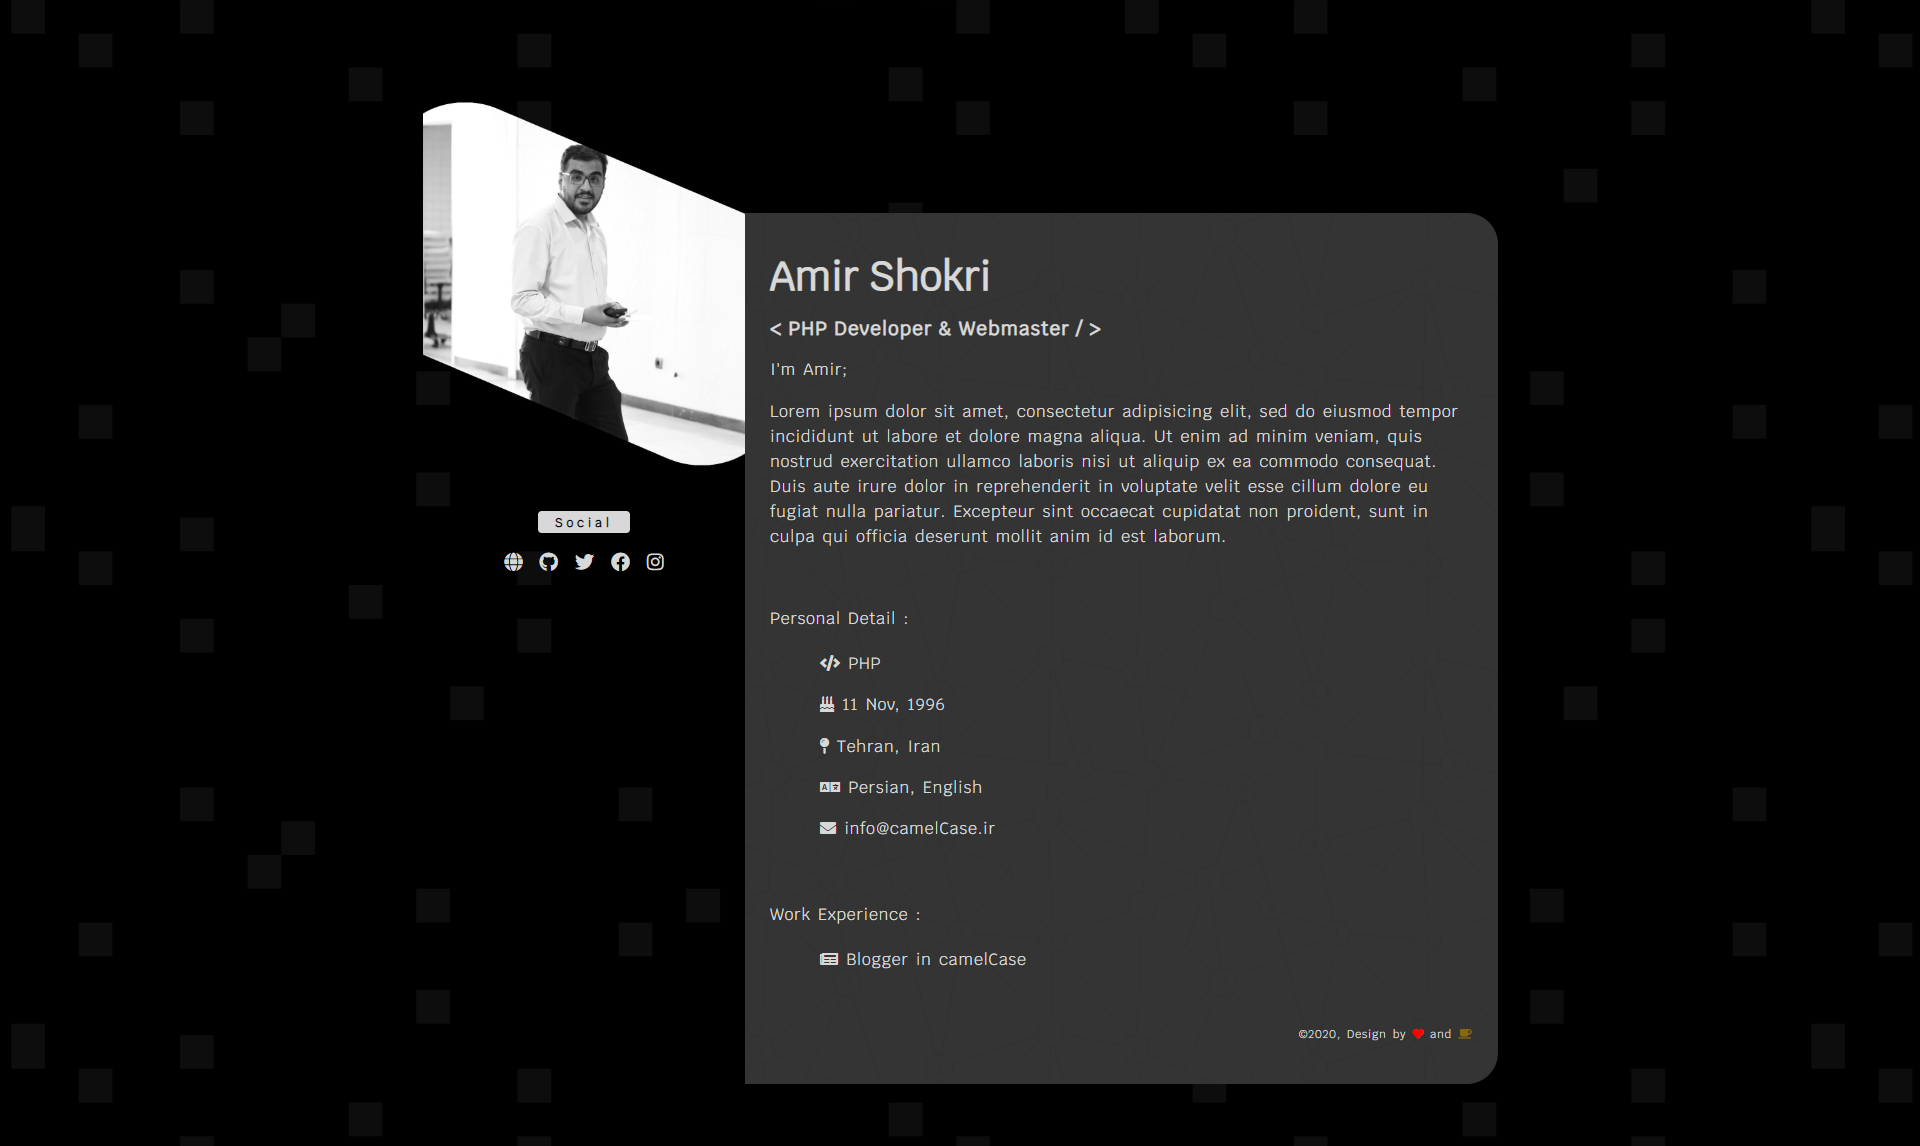 Amir Shokri
< PHP Developer & Webmaster / >
I'm Amir;
Lorem ipsum dolor sit amet, consectetur adipisicing elit, sed do eiusmod tempor
incididunt ut labore et dolore magna aliqua. Ut enim ad minim veniam, quis
nostrud exercitation ullamco laboris nisi ut aliquip ex ea commodo consequat.
Duis aute irure dolor in reprehenderit in voluptate velit esse cillum dolore eu
fugiat nulla pariatur. Excepteur sint occaecat cupidatat non proident, sunt in
culpa qui officia deserunt mollit anim id est laborum.
Social
Personal Detail :
PHP
11 Nov, 1996
Tehran, Iran
Persian, English
info@camelCase.ir
Work Experience :
Blogger in camelCase
©2020, Design by ❤ and ☕